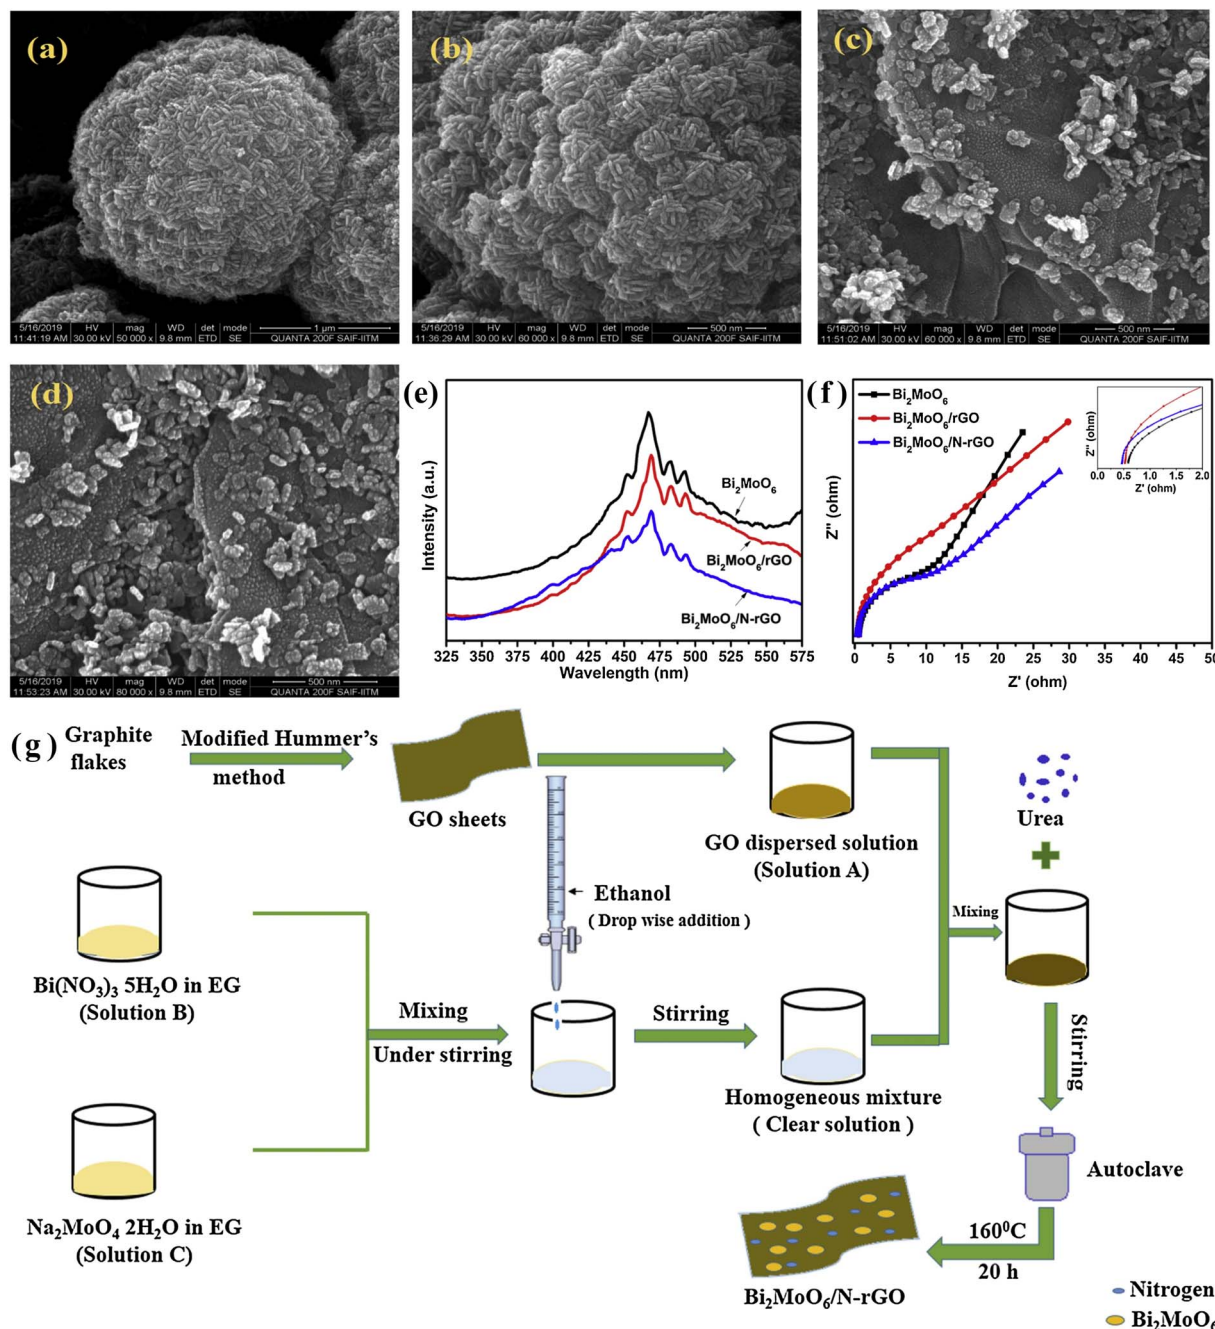 (a)
5/16/2019 HV mag WD det mode 1 µm
11:41:19 AM 30.00 kV 50 000 x 9.8 mm ETD SE QUANTA 200F SAIF-IITM
(b)
5/16/2019 HV mag WD det mode 500 nm
11:36:29 AM 30.00 kV 60 000 x 9.8 mm ETD SE QUANTA 200F SAIF-IITM
(c)
5/16/2019 HV mag WD det mode 500 nm
11:51:02 AM 30.00 kV 60 000 x 9.8 mm ETD SE QUANTA 200F SAIF-IITM
(d)
5/16/2019 HV mag WD det mode 500 nm
11:53:23 AM 30.00 kV 80 000 x 9.8 mm ETD SE QUANTA 200F SAIF-IITM
(e)
Intensity (a.u.)
Bi₂MoO₆
Bi₂MoO₆/rGO
Bi₂MoO₆/N-rGO
325 350 375 400 425 450 475 500 525 550 575
Wavelength (nm)
(f)
Z'' (ohm)
Bi₂MoO₆
Bi₂MoO₆/rGO
Bi₂MoO₆/N-rGO
Z'' (ohm)
0.0 0.5 1.0 1.5 2.0
Z' (ohm)
0 5 10 15 20 25 30 35 40 45 50
Z' (ohm)
(g)
Graphite
flakes
Modified Hummer's
method
GO sheets
GO dispersed solution
(Solution A)
Urea
Ethanol
( Drop wise addition )
Mixing
Bi(NO₃)₃ 5H₂O in EG
(Solution B)
Mixing
Under stirring
Stirring
Homogeneous mixture
( Clear solution )
Stirring
Na₂MoO₄ 2H₂O in EG
(Solution C)
Autoclave
160⁰C
20 h
Bi₂MoO₆/N-rGO
Nitrogen
Bi₂MoO₆